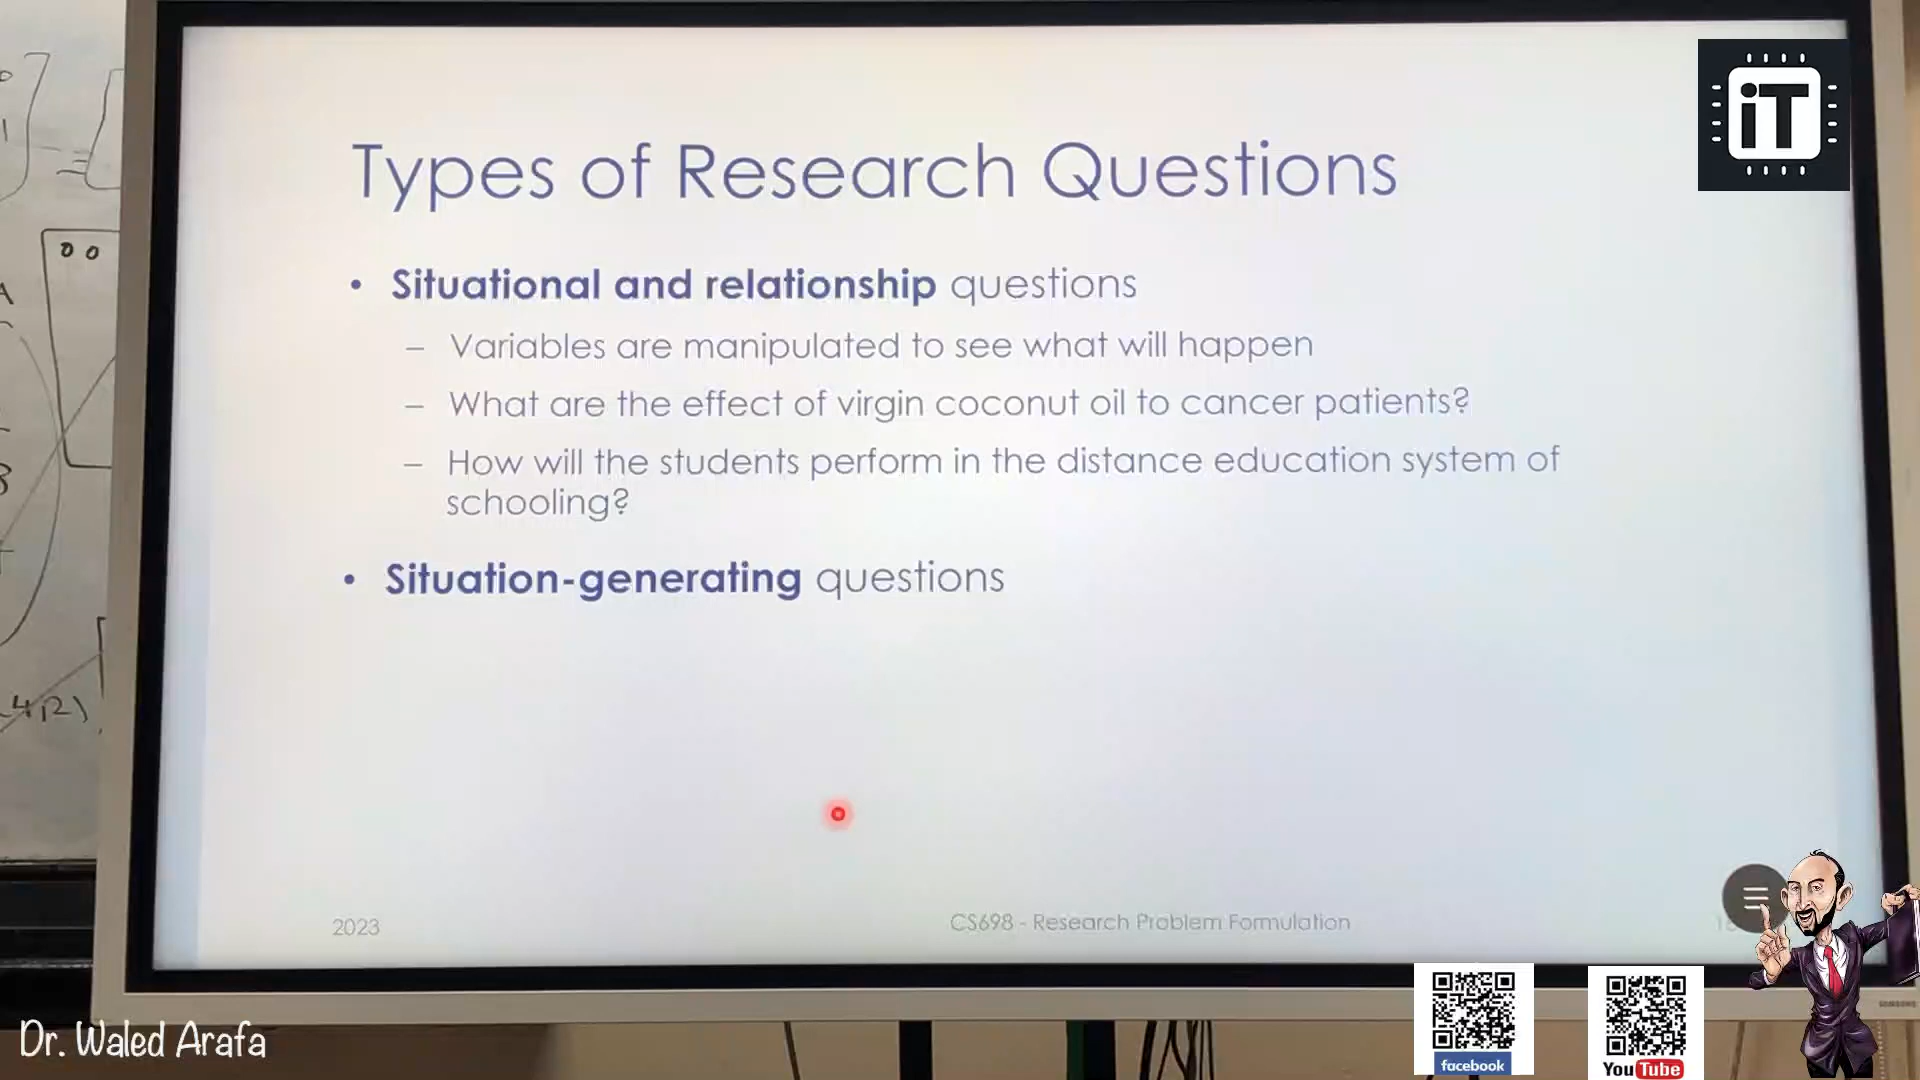 iT
Types of Research Questions
• Situational and relationship questions
– Variables are manipulated to see what will happen
– What are the effect of virgin coconut oil to cancer patients?
– How will the students perform in the distance education system of
schooling?
• Situation-generating questions
2023
CS698 - Research Problem Formulation
SAMSUNG
Dr. Waled Arafa
facebook
YouTube